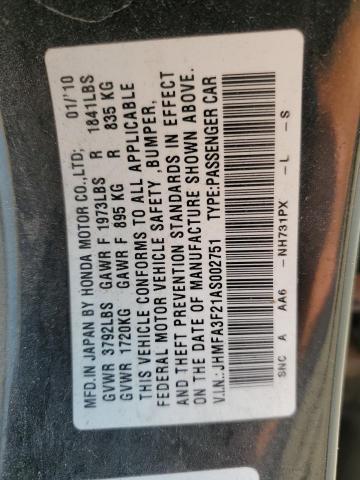 MFD.IN JAPAN BY HONDA MOTOR CO.,LTD; 01/'10
GVWR 3792LBS GAWR F 1973LBS R 1841LBS
GVWR 1720KG GAWR F 895 KG R 835 KG
THIS VEHICLE CONFORMS TO ALL APPLICABLE
FEDERAL MOTOR VEHICLE SAFETY ,BUMPER,
AND THEFT PREVENTION STANDARDS IN EFFECT
ON THE DATE OF MANUFACTURE SHOWN ABOVE.
V.I.N.:JHMFA3F21AS002751 TYPE:PASSENGER CAR
SNC A AA6 -NH731PX -L -S